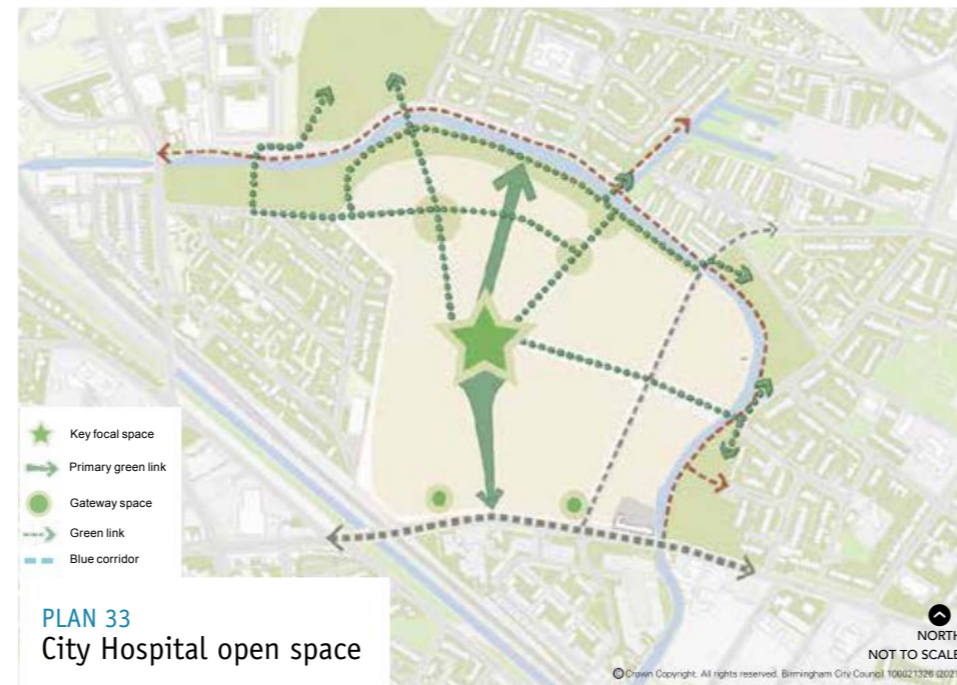 Key focal space
Primary green link
Gateway space
Green link
Blue corridor
PLAN 33
City Hospital open space
NORTH
NOT TO SCALE
© Crown Copyright. All rights reserved. Birmingham City Council 100021326 (2021